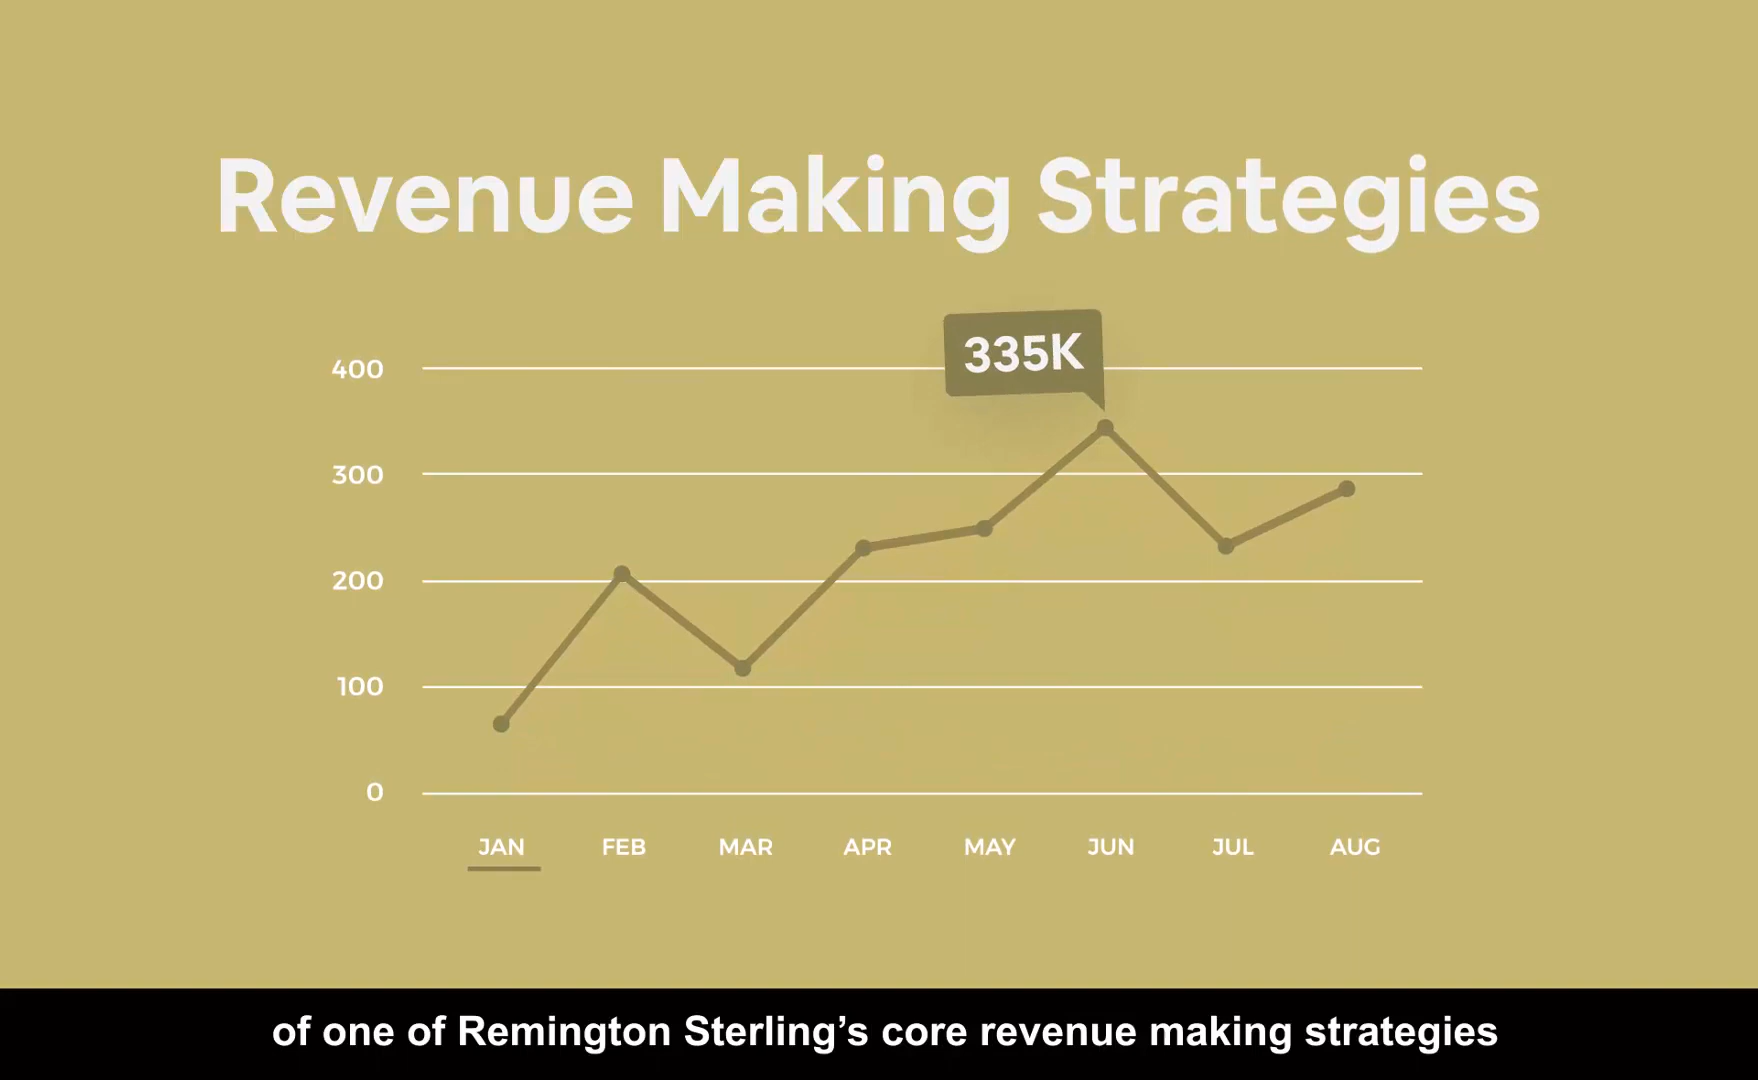 Revenue Making Strategies
335K
400
300
200
100
0
JAN FEB MAR APR MAY JUN JUL AUG
of one of Remington Sterling’s core revenue making strategies